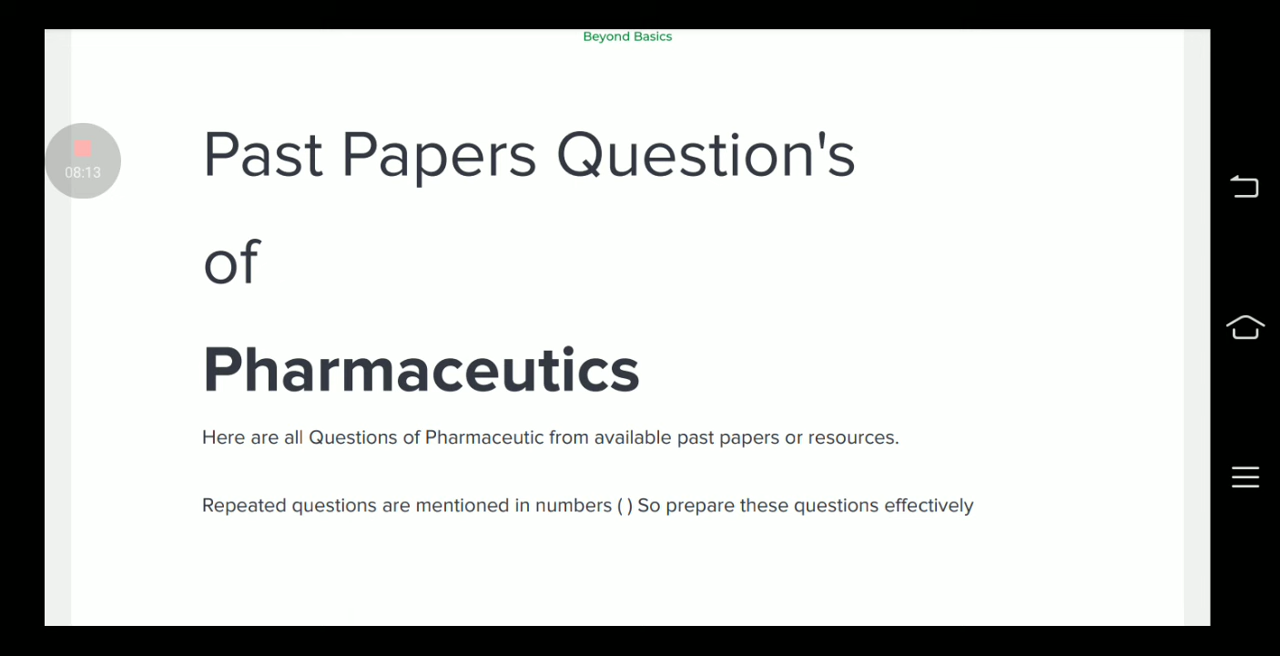 Beyond Basics
08:13
Past Papers Question's
of
Pharmaceutics
Here are all Questions of Pharmaceutic from available past papers or resources.
Repeated questions are mentioned in numbers ( ) So prepare these questions effectively